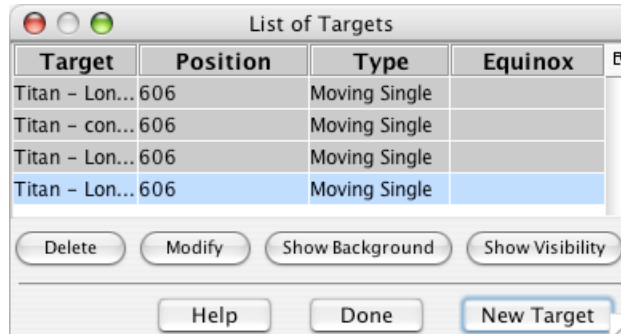 List of Targets
Target Position Type Equinox
Titan – Lon... 606 Moving Single
Titan – con... 606 Moving Single
Titan – Lon... 606 Moving Single
Titan – Lon... 606 Moving Single
Delete Modify Show Background Show Visibility
Help Done New Target